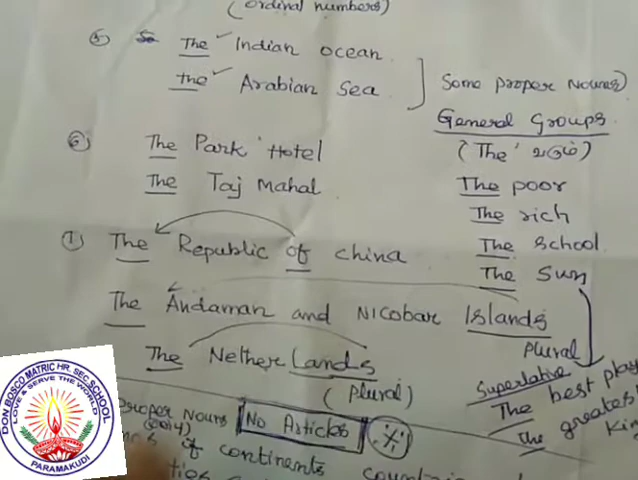 (Ordinal numbers)
5) The Indian ocean
the Arabian sea
Some proper Nouns)
General Groups
(The' வரும்)
6) The Park Hotel
The Taj Mahal
The poor
The rich
The school
The Sun
7) The Republic of china
The Andaman and Nicobar Islands
Plural
The Nether Lands
(Plural)
Superlative
The best play
The greates
Ki
proper Nouns No Articles
of continents
DON BOSCO MATRIC HR. SEC. SCHOOL
LOVE & SERVE THE WORLD
PARAMAKUDI